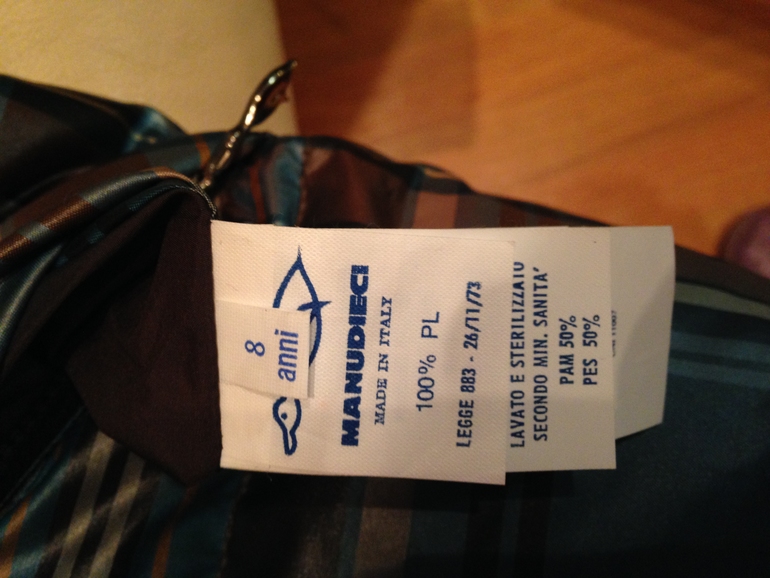 8
anni
MANUDIECI
MADE IN ITALY
100% PL
LEGGE 883 - 26/11/73
LAVATO E STERILIZZATO
SECONDO MIN. SANITA'
PAM 50%
PES 50%